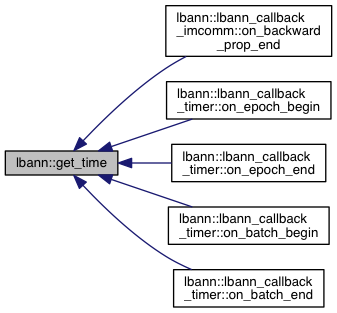 lbann::lbann_callback
_imcomm::on_backward
_prop_end
lbann::lbann_callback
_timer::on_epoch_begin
lbann::get_time
lbann::lbann_callback
_timer::on_epoch_end
lbann::lbann_callback
_timer::on_batch_begin
lbann::lbann_callback
_timer::on_batch_end